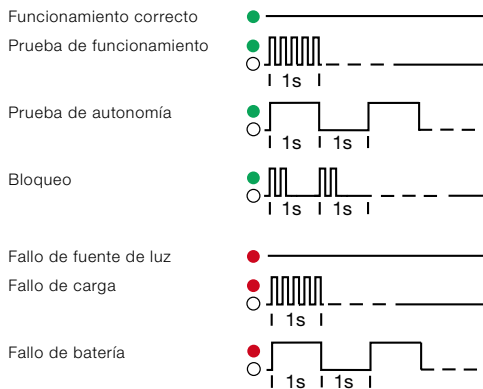 Funcionamiento correcto
Prueba de funcionamiento
1s
Prueba de autonomía
1s 1s
Bloqueo
1s 1s
Fallo de fuente de luz
Fallo de carga
1s
Fallo de batería
1s 1s